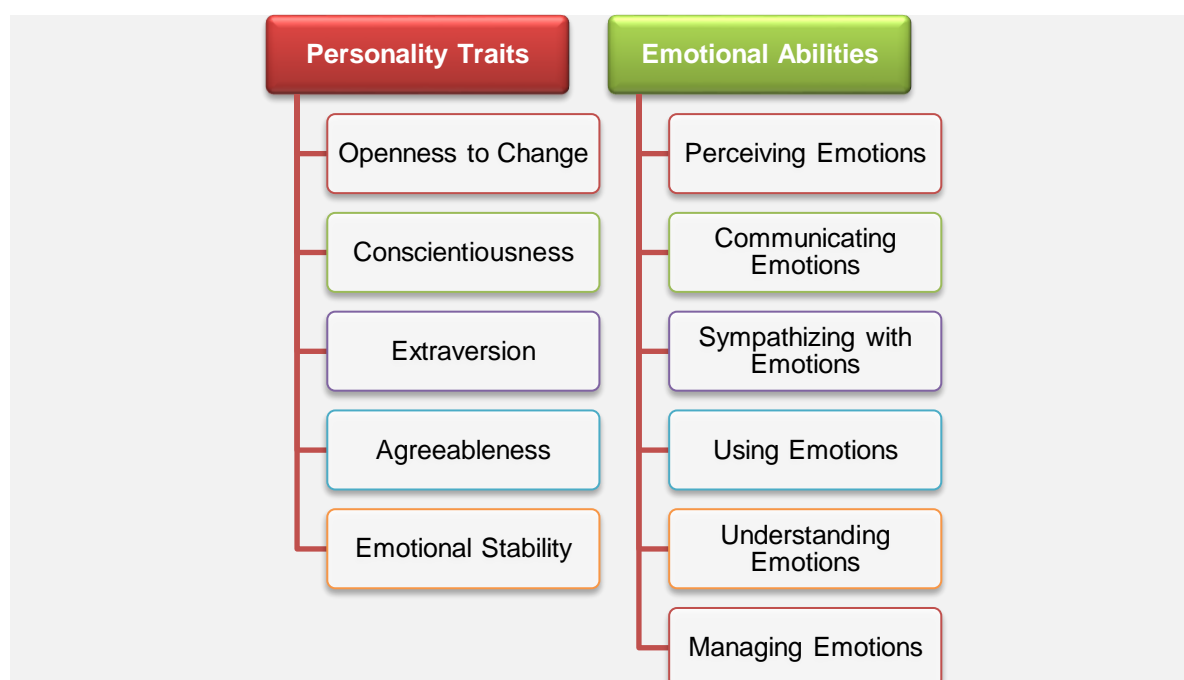 Personality Traits
Openness to Change
Conscientiousness
Extraversion
Agreeableness
Emotional Stability
Emotional Abilities
Perceiving Emotions
Communicating
Emotions
Sympathizing with
Emotions
Using Emotions
Understanding
Emotions
Managing Emotions